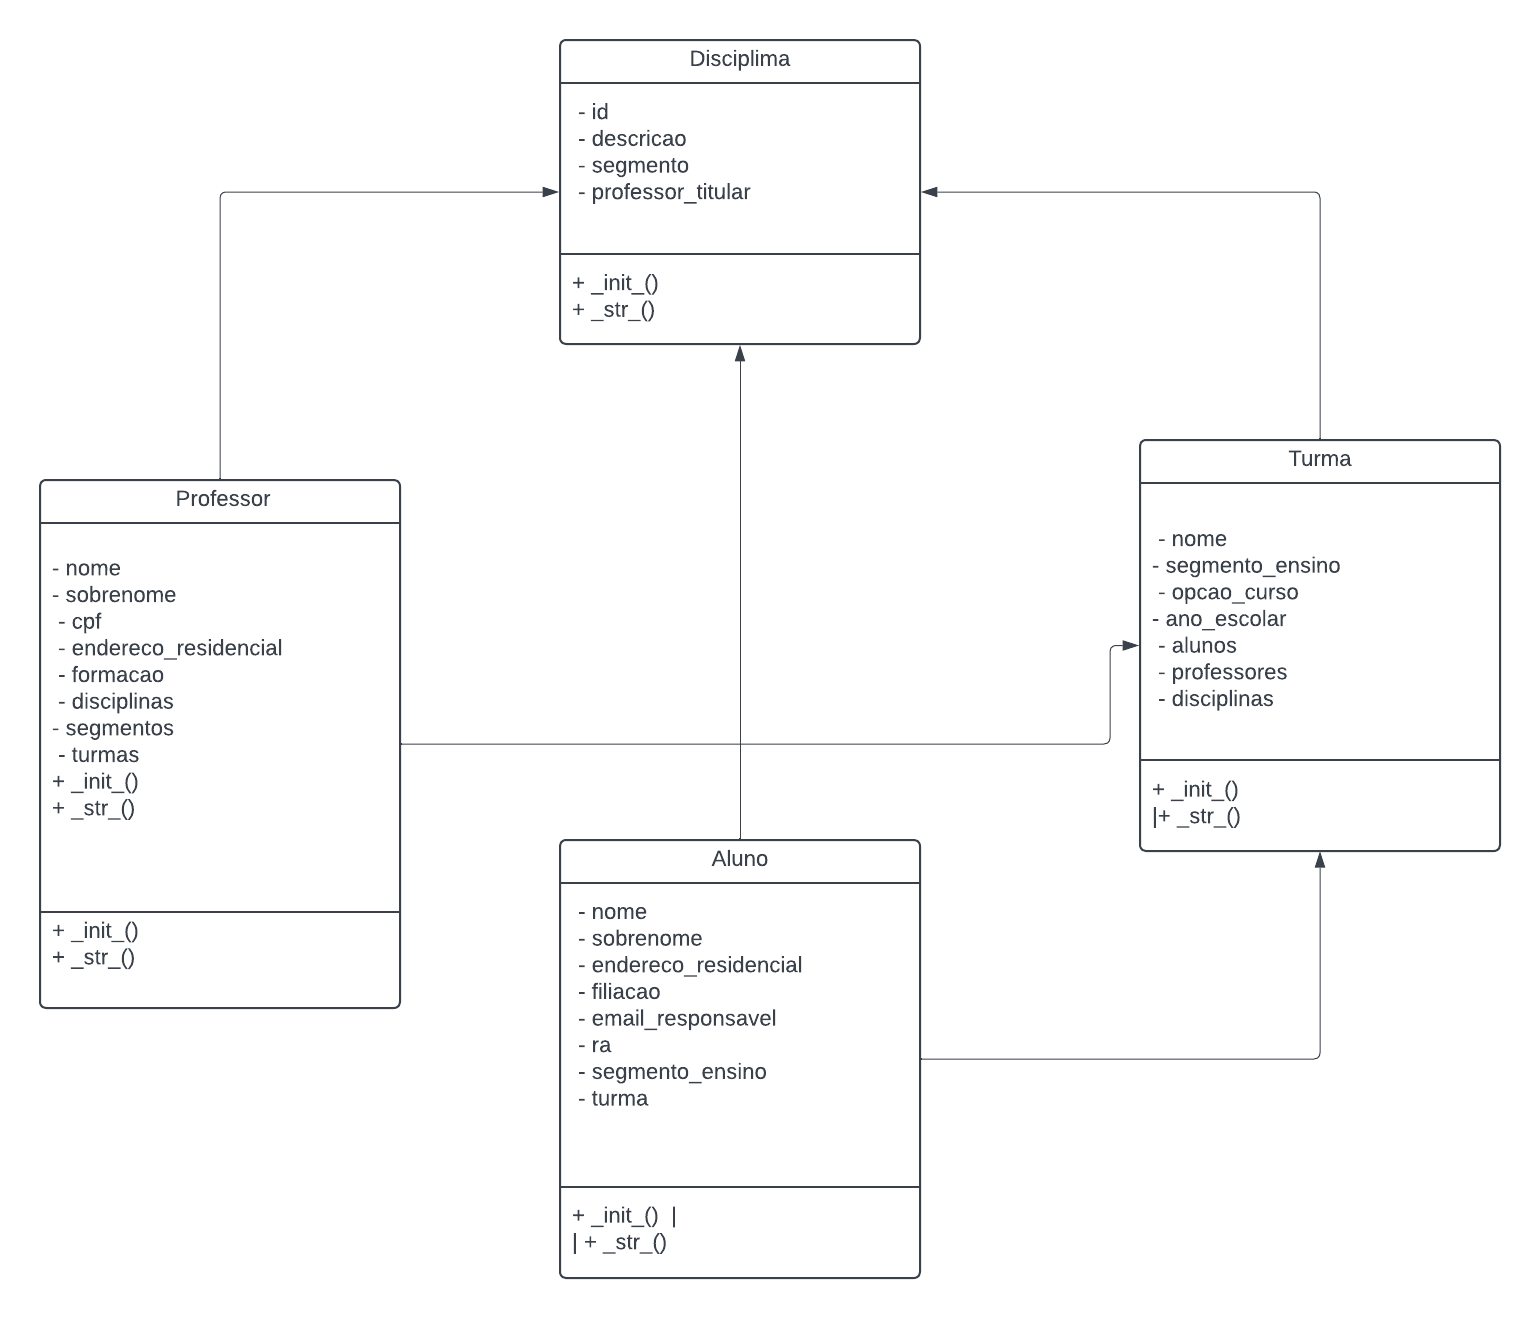 Disciplima
- id
- descricao
- segmento
- professor_titular
+ _init_()
+ _str_()
Professor
- nome
- sobrenome
- cpf
- endereco_residencial
- formacao
- disciplinas
- segmentos
- turmas
+ _init_()
+ _str_()
+ _init_()
+ _str_()
Turma
- nome
- segmento_ensino
- opcao_curso
- ano_escolar
- alunos
- professores
- disciplinas
+ _init_()
|+ _str_()
Aluno
- nome
- sobrenome
- endereco_residencial
- filiacao
- email_responsavel
- ra
- segmento_ensino
- turma
+ _init_() |
| + _str_()